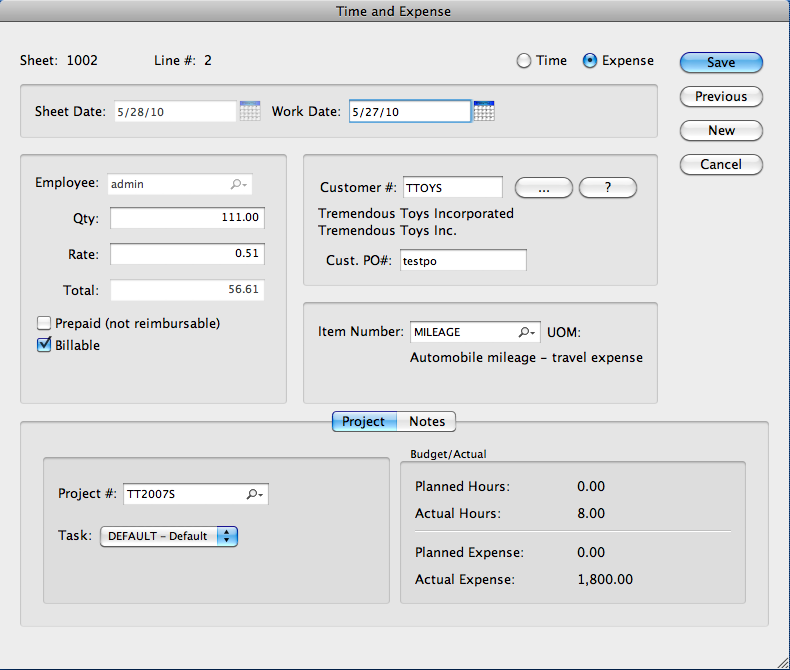 Time and Expense
Sheet: 1002 Line #: 2 Time Expense
Save
Sheet Date: 5/28/10 Work Date: 5/27/10
Previous
New
Cancel
Employee: admin
Qty: 111.00
Rate: 0.51
Total: 56.61
Prepaid (not reimbursable)
Billable
Customer #: TTOYS ... ?
Tremendous Toys Incorporated
Tremendous Toys Inc.
Cust. PO#: testpo
Item Number: MILEAGE UOM:
Automobile mileage - travel expense
Project Notes
Project #: TT2007S
Task: DEFAULT - Default
Budget/Actual
Planned Hours: 0.00
Actual Hours: 8.00
Planned Expense: 0.00
Actual Expense: 1,800.00